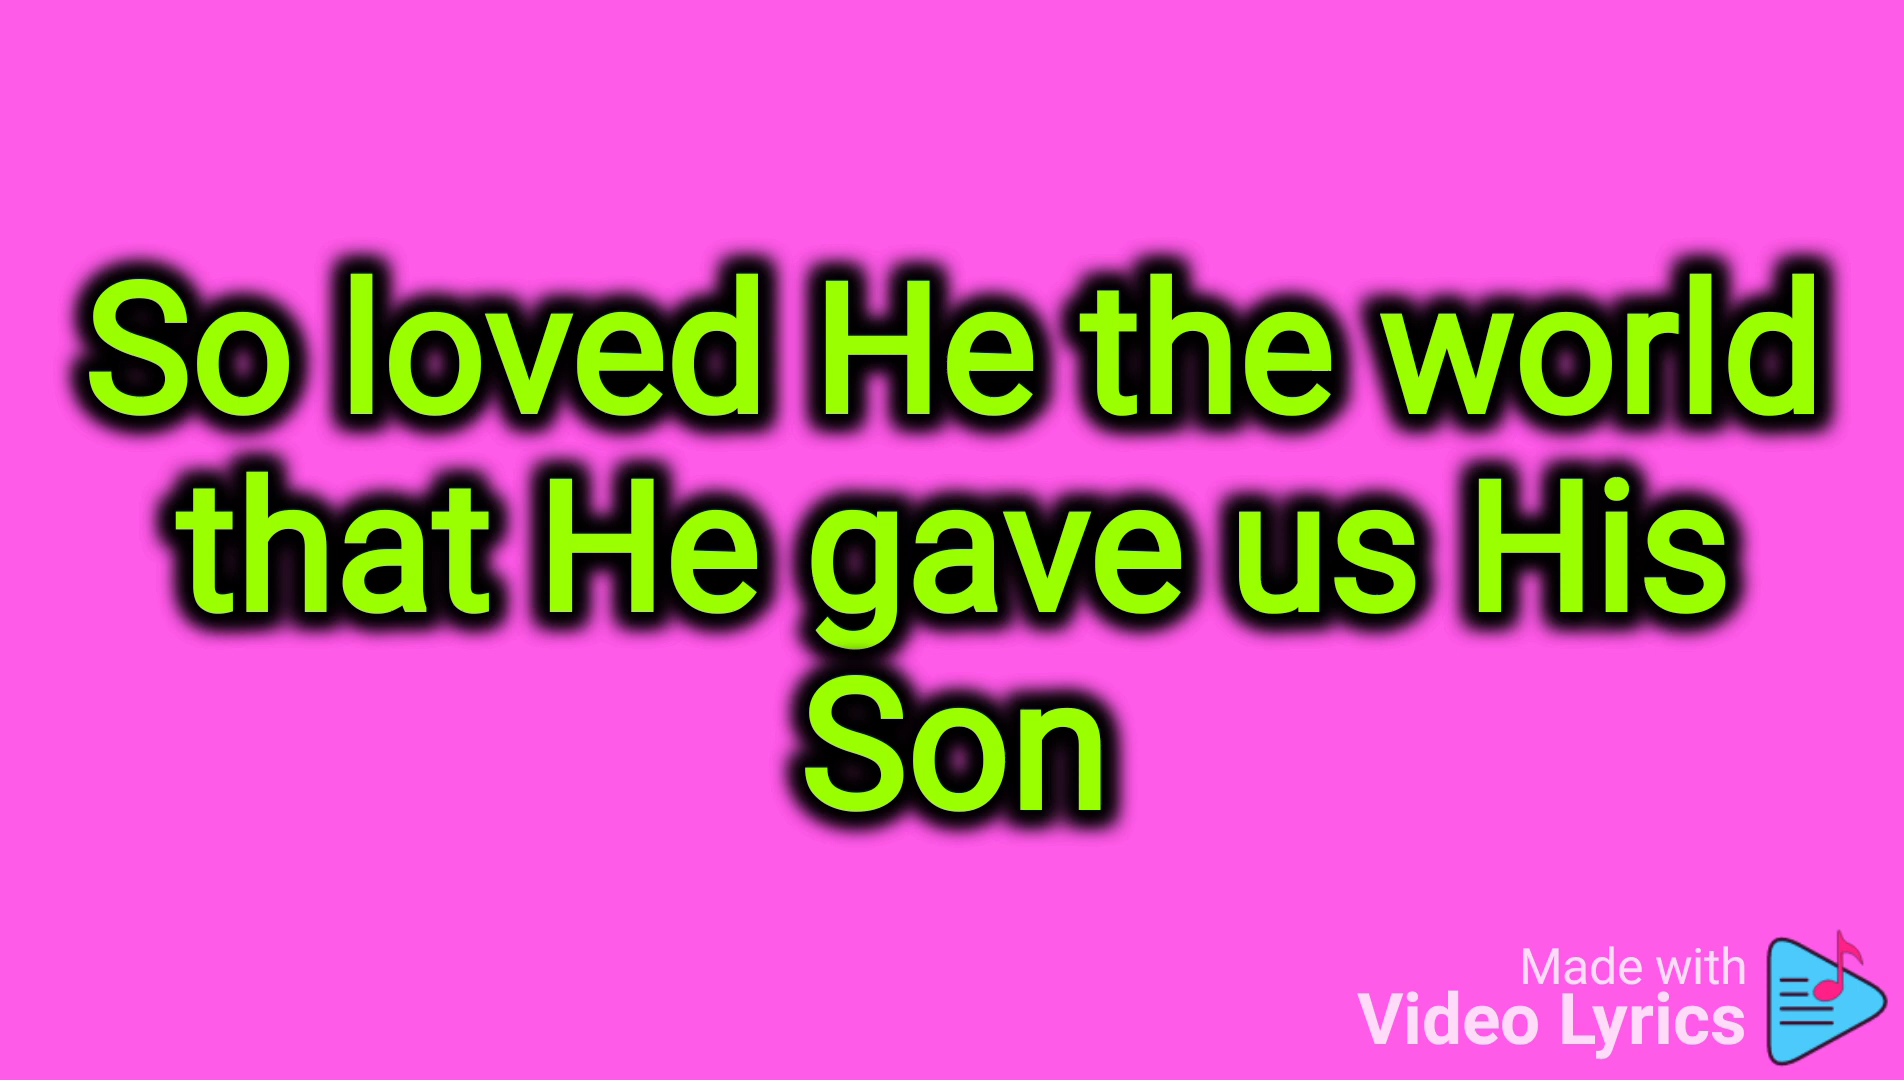 So loved He the world
that He gave us His
Son
Made with
Video Lyrics